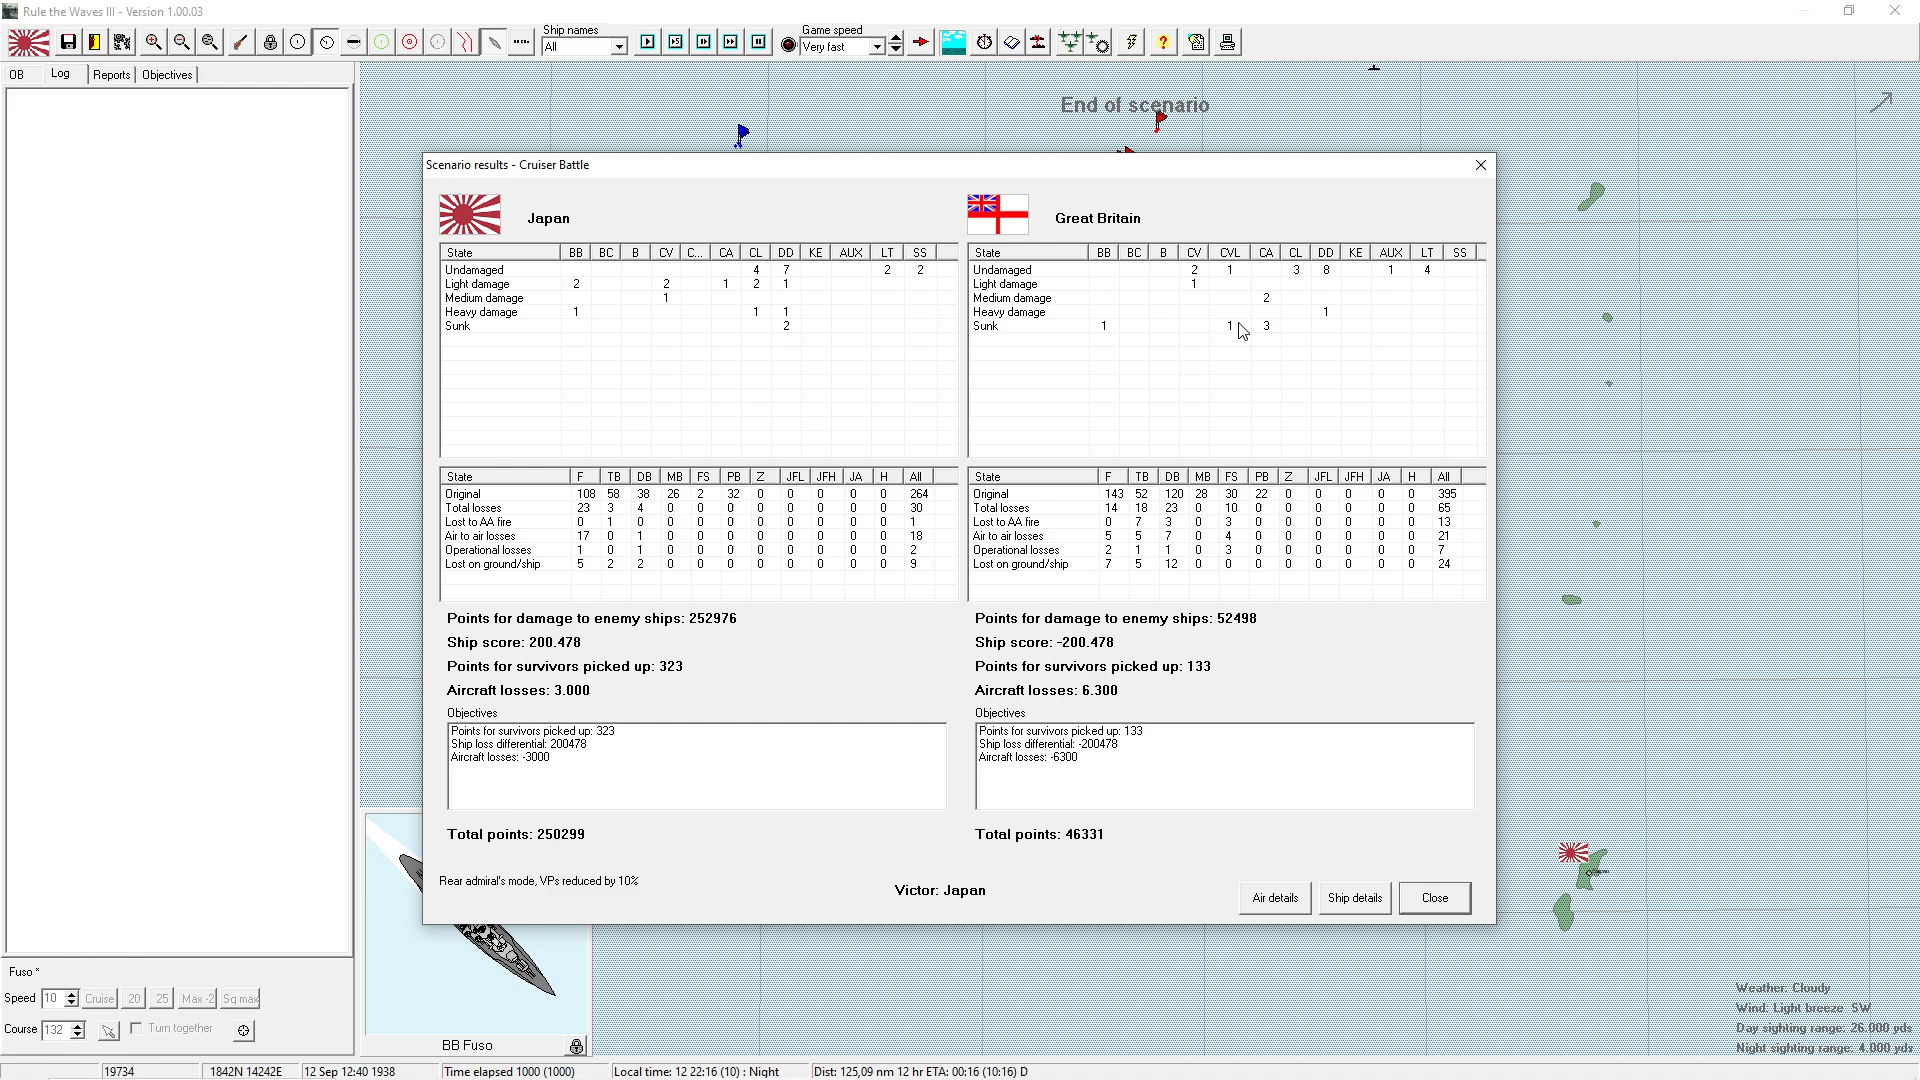 Rule the Waves III - Version 1.00.03
Ship names
All
Game speed
Very fast
OB Log Reports Objectives
End of scenario
Scenario results - Cruiser Battle
Japan
State BB BC B CV C... CA CL DD KE AUX LT SS
Undamaged 4 7 2 2
Light damage 2 2 1 2 1
Medium damage 1
Heavy damage 1 1 1
Sunk 2
Great Britain
State BB BC B CV CVL CA CL DD KE AUX LT SS
Undamaged 2 1 3 8 1 4
Light damage 1
Medium damage 2
Heavy damage 1
Sunk 1 1 3
State F TB DB MB FS PB Z JFL JFH JA H All
Original 108 58 38 26 2 32 0 0 0 0 0 264
Total losses 23 3 4 0 0 0 0 0 0 0 0 30
Lost to AA fire 0 1 0 0 0 0 0 0 0 0 0 1
Air to air losses 17 0 1 0 0 0 0 0 0 0 0 18
Operational losses 1 0 1 0 0 0 0 0 0 0 0 2
Lost on ground/ship 5 2 2 0 0 0 0 0 0 0 0 9
State F TB DB MB FS PB Z JFL JFH JA H All
Original 143 52 120 28 30 22 0 0 0 0 0 395
Total losses 14 18 23 0 10 0 0 0 0 0 0 65
Lost to AA fire 0 7 3 0 3 0 0 0 0 0 0 13
Air to air losses 5 5 7 0 4 0 0 0 0 0 0 21
Operational losses 2 1 1 0 3 0 0 0 0 0 0 7
Lost on ground/ship 7 5 12 0 0 0 0 0 0 0 0 24
Points for damage to enemy ships: 252976
Ship score: 200.478
Points for survivors picked up: 323
Aircraft losses: 3.000
Objectives
Points for survivors picked up: 323
Ship loss differential: 200478
Aircraft losses: -3000
Total points: 250299
Points for damage to enemy ships: 52498
Ship score: -200.478
Points for survivors picked up: 133
Aircraft losses: 6.300
Objectives
Points for survivors picked up: 133
Ship loss differential: -200478
Aircraft losses: -6300
Total points: 46331
Rear admiral's mode, VPs reduced by 10%
Victor: Japan
Air details Ship details Close
Fuso *
Speed 10 Cruise 20 25 Max -2 Sq max
Course 132 Turn together
BB Fuso
Weather: Cloudy
Wind: Light breeze SW
Day sighting range: 26.000 yds
Night sighting range: 4.000 yds
19734 1842N 14242E 12 Sep 12:40 1938 Time elapsed 1000 (1000) Local time: 12 22:16 (10) : Night Dist: 125,09 nm 12 hr ETA: 00:16 (10:16) D